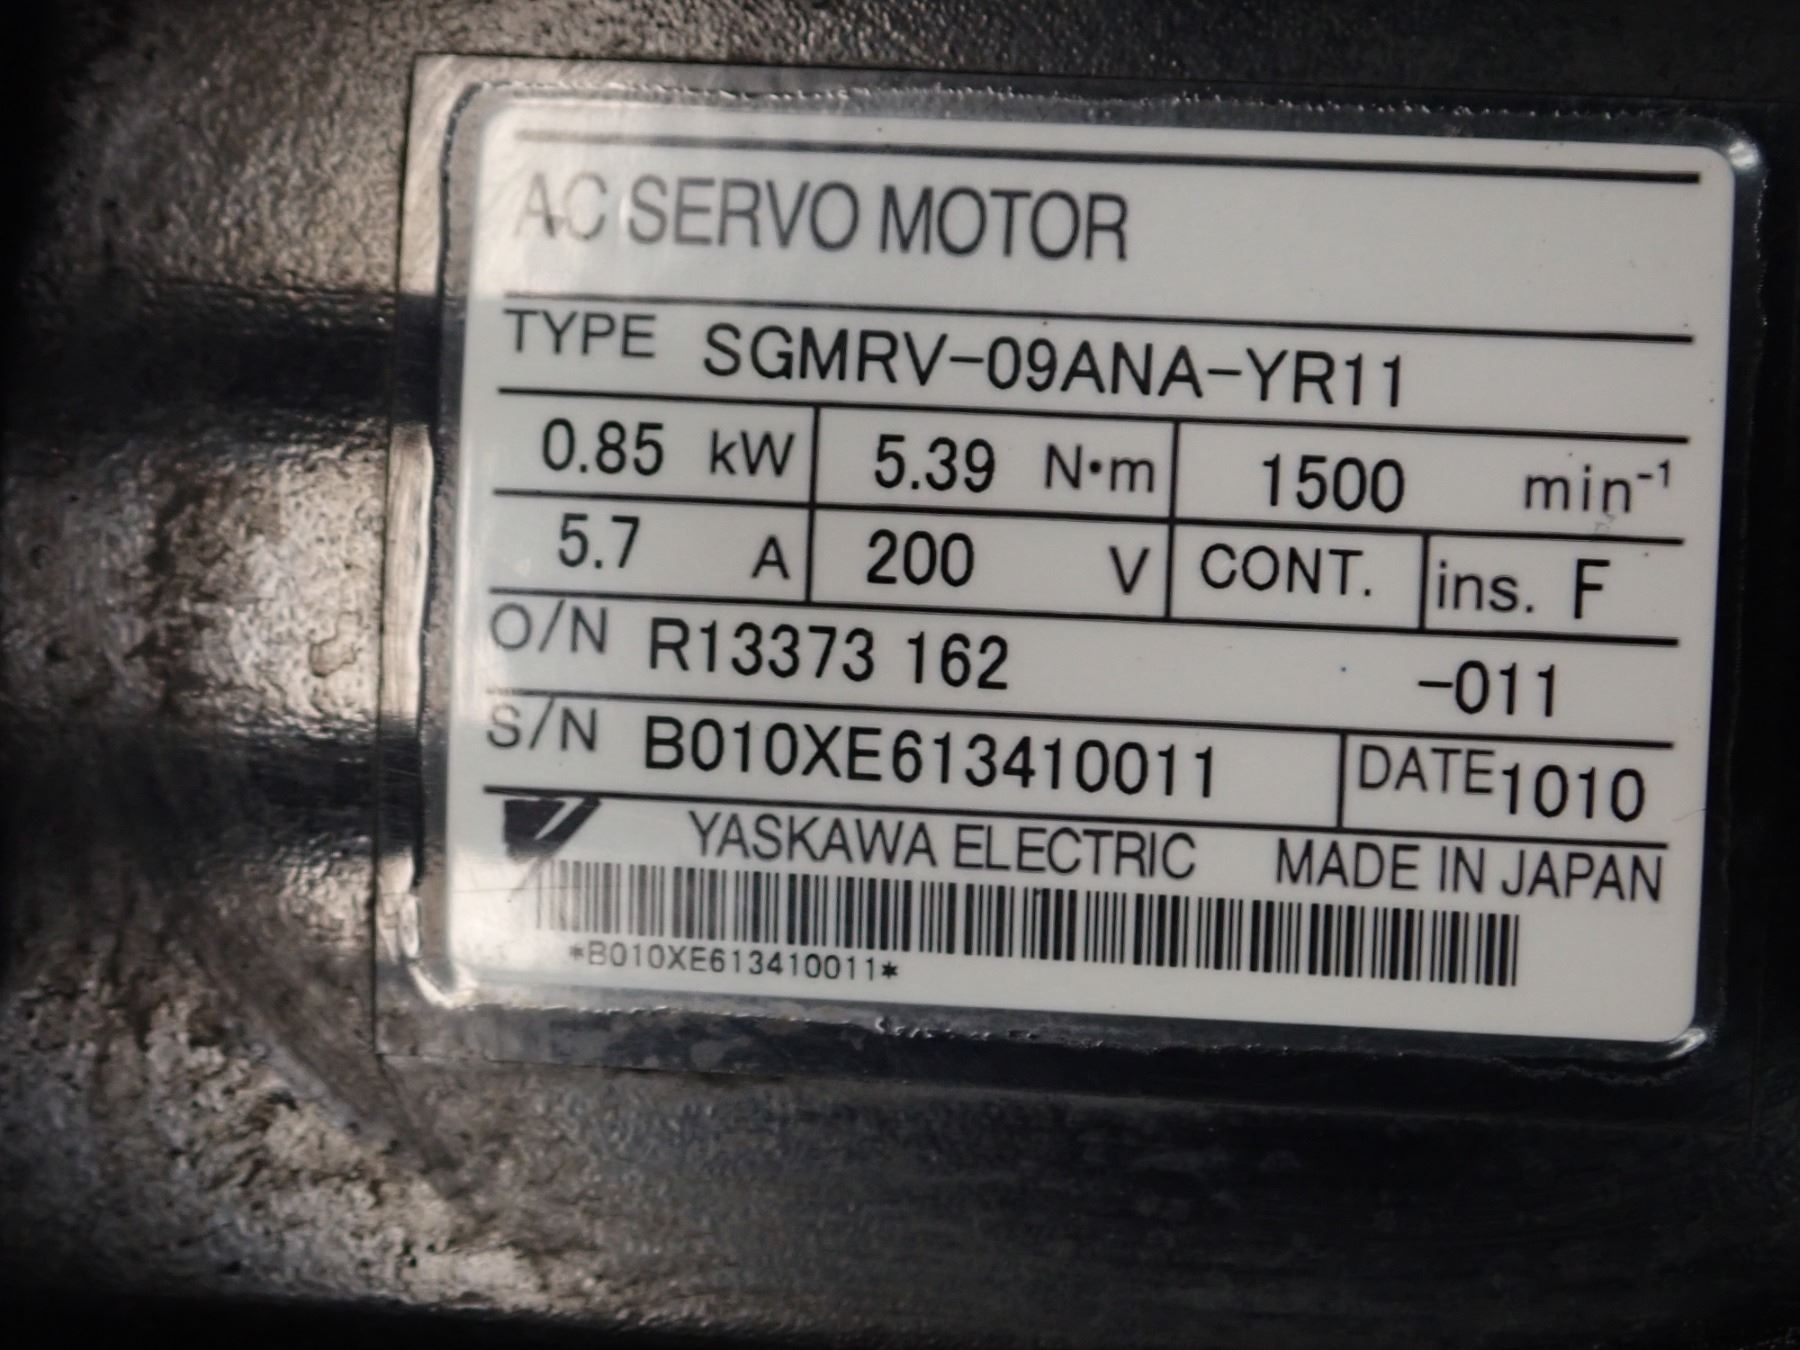 AC SERVO MOTOR
TYPE SGMRV-09ANA-YR11
0.85 kW 5.39 N•m 1500 min⁻¹
5.7 A 200 V CONT. ins. F
O/N R13373 162 -011
S/N B010XE613410011 DATE 1010
YASKAWA ELECTRIC MADE IN JAPAN
*B010XE613410011*